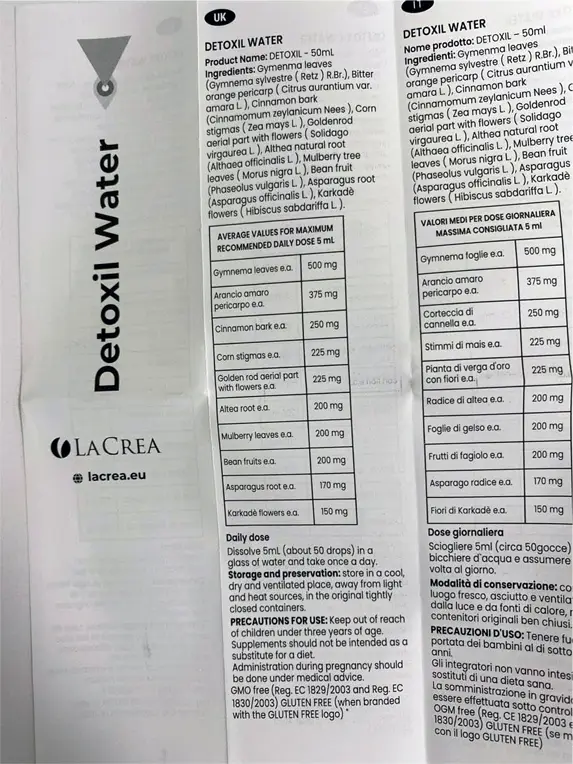 Detoxil Water
LACREA
lacrea.eu
UK
DETOXIL WATER
Product Name: DETOXIL - 50mL
Ingredients: Gymenma leaves
(Gymnema sylvestre ( Retz ) R.Br.), Bitter
orange pericarp ( Citrus aurantium var.
amara L ), Cinnamon bark
(Cinnamomum zeylanicum Nees ), Corn
stigmas ( Zea mays L ), Goldenrod
aerial part with flowers ( Solidago
virgaurea L ), Althea natural root
(Althaea officinalis L ), Mulberry tree
leaves ( Morus nigra L ), Bean fruit
(Phaseolus vulgaris L ), Asparagus root
(Asparagus officinalis L ), Karkadè
flowers ( Hibiscus sabdariffa L ).
AVERAGE VALUES FOR MAXIMUM
RECOMMENDED DAILY DOSE 5 mL
Gymnema leaves e.a. 500 mg
Arancio amaro
pericarpo e.a. 375 mg
Cinnamon bark e.a. 250 mg
Corn stigmas e.a. 225 mg
Golden rod aerial part
with flowers e.a. 225 mg
Altea root e.a. 200 mg
Mulberry leaves e.a. 200 mg
Bean fruits e.a. 200 mg
Asparagus root e.a. 170 mg
Karkadè flowers e.a. 150 mg
Daily dose
Dissolve 5mL (about 50 drops) in a
glass of water and take once a day.
Storage and preservation: store in a cool,
dry and ventilated place, away from light
and heat sources, in the original tightly
closed containers.
PRECAUTIONS FOR USE: Keep out of reach
of children under three years of age.
Supplements should not be intended as a
substitute for a diet.
Administration during pregnancy should
be done under medical advice.
GMO free (Reg. EC 1829/2003 and Reg. EC
1830/2003) GLUTEN FREE (when branded
with the GLUTEN FREE logo) *
IT
DETOXIL WATER
Nome prodotto: DETOXIL - 50ml
Ingredienti: Gymenma leaves
(Gymnema sylvestre ( Retz ) R.Br.),
orange pericarp ( Citrus aurantium
amara L ), Cinnamon bark
(Cinnamomum zeylanicum Nees ),
stigmas ( Zea mays L ), Goldenrod
aerial part with flowers ( Solidago
virgaurea L ), Althea natural root
(Althaea officinalis L ), Mulberry tree
leaves ( Morus nigra L ), Bean fruit
(Phaseolus vulgaris L ), Asparagus
(Asparagus officinalis L ), Karkadè
flowers ( Hibiscus sabdariffa L ).
VALORI MEDI PER DOSE GIORNALIERA
MASSIMA CONSIGLIATA 5 ml
Gymnema foglie e.a. 500 mg
Arancio amaro
pericarpo e.a. 375 mg
Corteccia di
cannella e.a. 250 mg
Stimmi di mais e.a. 225 mg
Pianta di verga d'oro
con fiori e.a. 225 mg
Radice di altea e.a. 200 mg
Foglie di gelso e.a. 200 mg
Frutti di fagiolo e.a. 200 mg
Asparago radice e.a. 170 mg
Fiori di Karkadè e.a. 150 mg
Dose giornaliera
Sciogliere 5ml (circa 50gocce)
bicchiere d'acqua e assumere
volta al giorno.
Modalità di conservazione:
luogo fresco, asciutto e ventila
dalla luce e da fonti di calore,
contenitori originali ben chiusi.
PRECAUZIONI D'USO: Tenere
portata dei bambini al di sotto
anni.
Gli integratori non vanno intesi
sostituti di una dieta sana.
La somministrazione in gravid
essere effettuata sotto control
OGM free (Reg. CE 1829/2003
1830/2003) GLUTEN FREE (se
con il logo GLUTEN FREE)